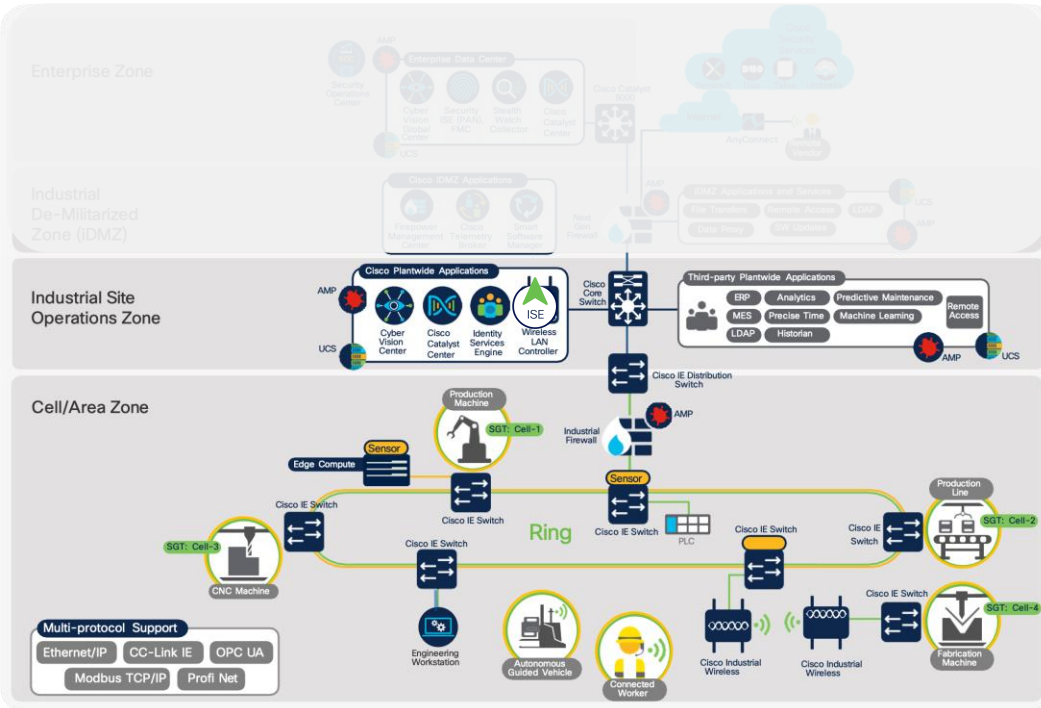 Enterprise Zone
AMP
Security
Operations
Center
Enterprise Data Center
Cyber
Vision
Global
Center
Security
ISE (PAN),
FMC
Stealth
Watch
Collector
Cisco
Catalyst
Center
UCS
Cisco Catalyst
9000
Internet
AnyConnect
Industrial
De-Militarized
Zone (IDMZ)
Cisco IDMZ Applications
Firepower
Management
Center
Cisco
Telemetry
Broker
Smart
Software
Manager
Next
Gen
Firewall
AMP
IDMZ Applications and Services
File Transfers
Remote Access
LDAP
Data Proxy
SW Updates
UCS
AMP
Industrial Site
Operations Zone
AMP
UCS
Cisco Plantwide Applications
Cyber
Vision
Center
Cisco
Catalyst
Center
Identity
Services
Engine
ISE
Wireless
LAN
Controller
Cisco
Core
Switch
Third-party Plantwide Applications
ERP
Analytics
Predictive Maintenance
MES
Precise Time
Machine Learning
LDAP
Historian
Remote
Access
AMP
UCS
Cisco IE Distribution
Switch
Cell/Area Zone
Production
Machine
SGT: Cell-1
Industrial
Firewall
AMP
Sensor
Edge Compute
Sensor
Cisco IE Switch
Cisco IE Switch
Ring
Cisco IE Switch
PLC
Cisco IE Switch
Cisco IE
Switch
Production
Line
SGT: Cell-2
SGT: Cell-3
CNC Machine
Cisco IE Switch
Engineering
Workstation
Autonomous
Guided Vehicle
Connected
Worker
Cisco Industrial
Wireless
Cisco Industrial
Wireless
Cisco IE Switch
SGT: Cell-4
Fabrication
Machine
Multi-protocol Support
Ethernet/IP
CC-Link IE
OPC UA
Modbus TCP/IP
Profi Net